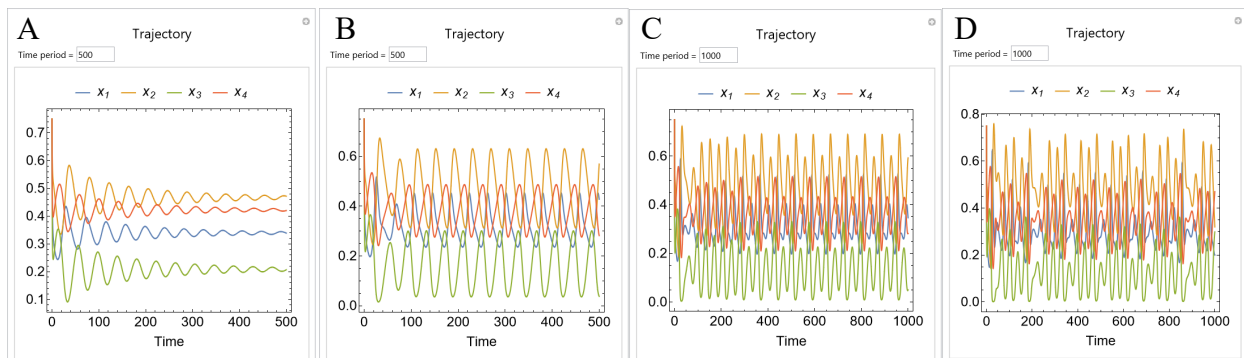 A
Trajectory
Time period = 500
x1 x2 x3 x4
0.7
0.6
0.5
0.4
0.3
0.2
0.1
0 100 200 300 400 500
Time
B
Trajectory
Time period = 500
x1 x2 x3 x4
0.6
0.4
0.2
0.0
0 100 200 300 400 500
Time
C
Trajectory
Time period = 1000
x1 x2 x3 x4
0.6
0.4
0.2
0.0
0 200 400 600 800 1000
Time
D
Trajectory
Time period = 1000
x1 x2 x3 x4
0.8
0.6
0.4
0.2
0.0
0 200 400 600 800 1000
Time